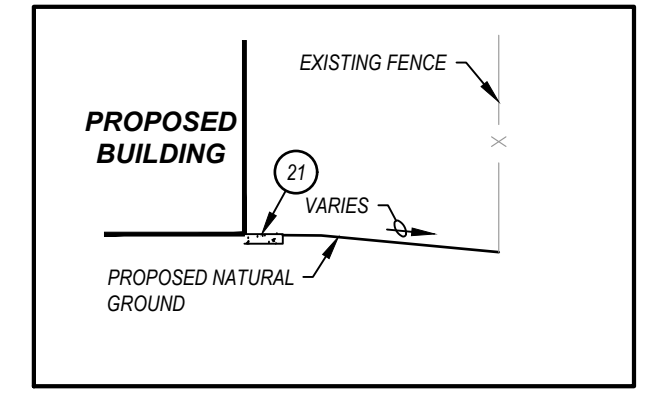 EXISTING FENCE
PROPOSED
BUILDING
21
VARIES
PROPOSED NATURAL
GROUND